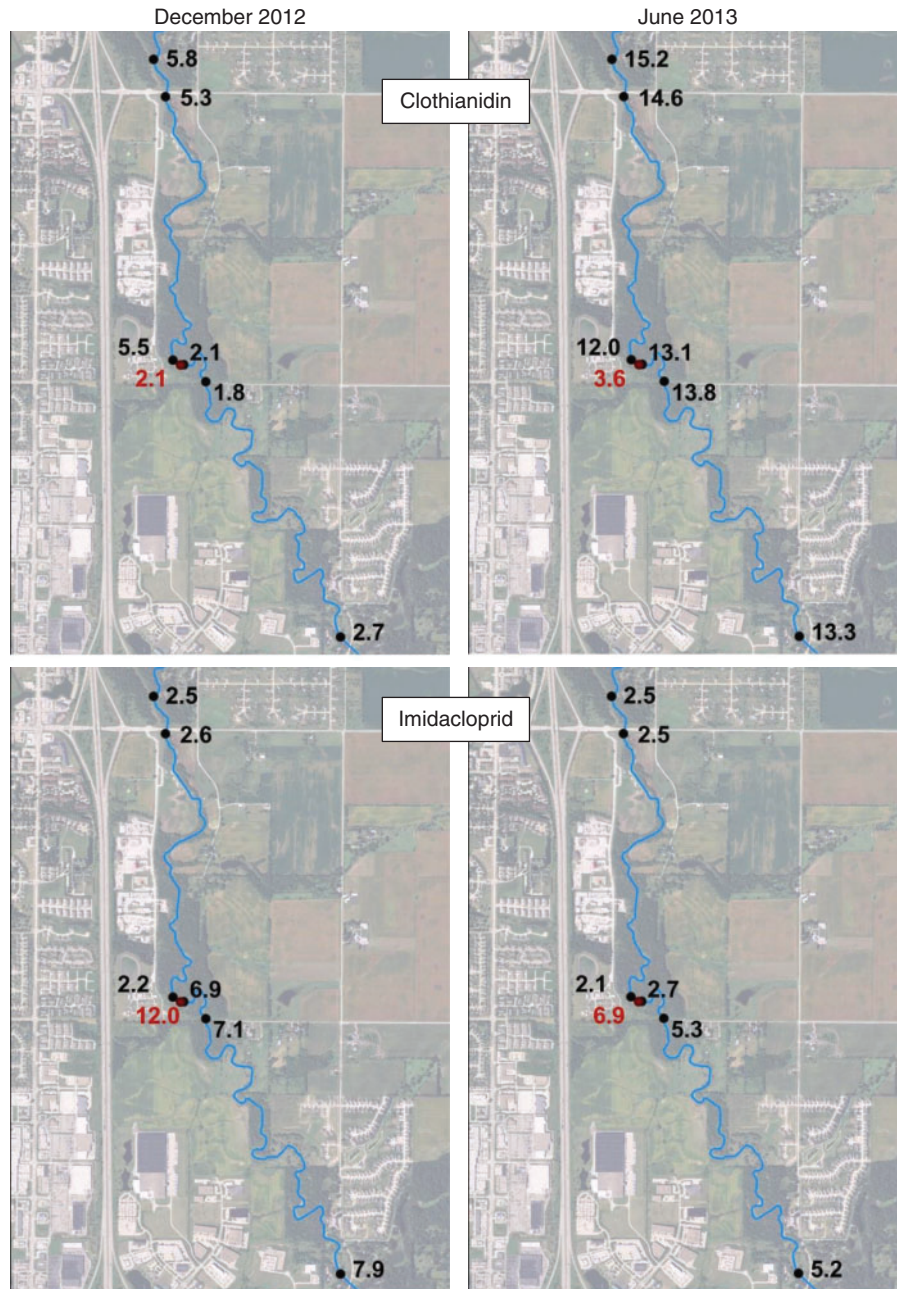 December 2012 June 2013
Clothianidin
5.8 15.2
5.3 14.6
5.5 2.1 12.0 13.1
2.1 3.6
1.8 13.8
2.7 13.3
Imidacloprid
2.5 2.5
2.6 2.5
2.2 6.9 2.1 2.7
12.0 6.9
7.1 5.3
7.9 5.2